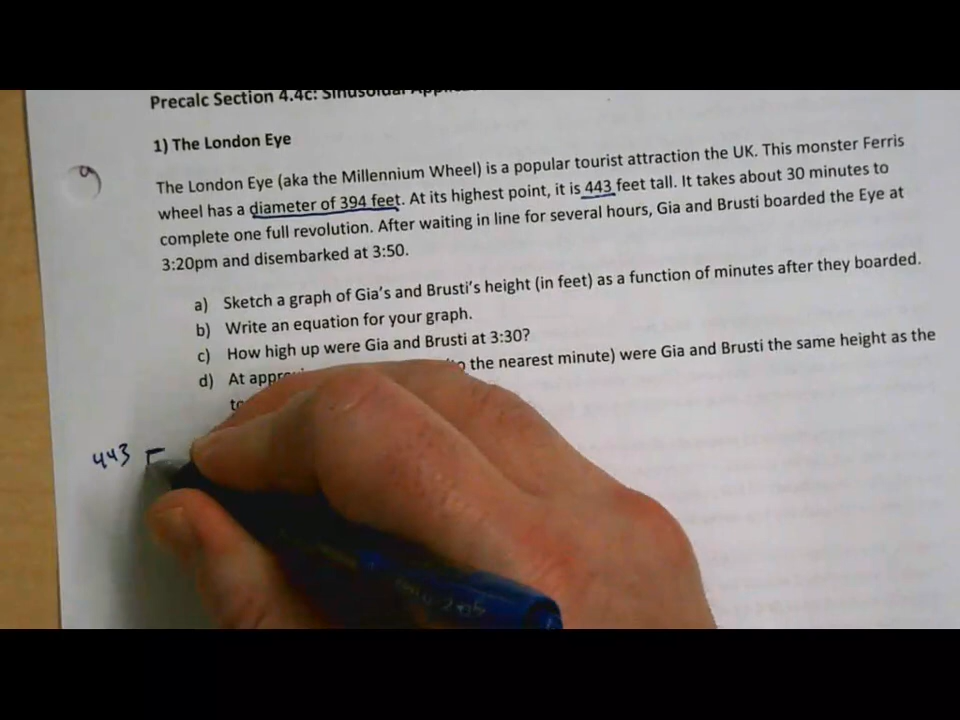 Precalc Section 4.4c: Sinusoidal
1) The London Eye
The London Eye (aka the Millennium Wheel) is a popular tourist attraction the UK. This monster Ferris
wheel has a diameter of 394 feet. At its highest point, it is 443 feet tall. It takes about 30 minutes to
complete one full revolution. After waiting in line for several hours, Gia and Brusti boarded the Eye at
3:20pm and disembarked at 3:50.
a) Sketch a graph of Gia's and Brusti's height (in feet) as a function of minutes after they boarded.
b) Write an equation for your graph.
c) How high up were Gia and Brusti at 3:30?
d) At the nearest minute) were Gia and Brusti the same height as the
443